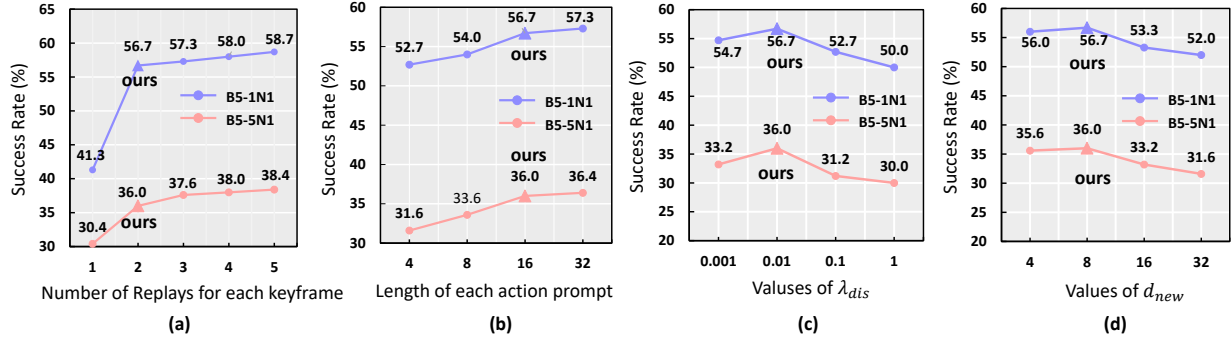 Success Rate (%)
65
60
55
50
45
40
35
30
56.7
57.3
58.0
58.7
ours
B5-1N1
B5-5N1
41.3
36.0
37.6
38.0
38.4
30.4
ours
1 2 3 4 5
Number of Replays for each keyframe
(a)
Success Rate (%)
60
55
50
45
40
35
30
52.7
54.0
56.7
57.3
ours
B5-1N1
B5-5N1
ours
31.6
33.6
36.0
36.4
4 8 16 32
Length of each action prompt
(b)
Success Rate (%)
60
55
50
45
40
35
30
25
20
54.7
56.7
52.7
50.0
ours
B5-1N1
B5-5N1
33.2
36.0
31.2
30.0
ours
0.001 0.01 0.1 1
Valuses of λdis
(c)
Success Rate (%)
60
55
50
45
40
35
30
25
20
56.0
56.7
53.3
52.0
ours
B5-1N1
B5-5N1
35.6
36.0
33.2
31.6
ours
4 8 16 32
Values of dnew
(d)